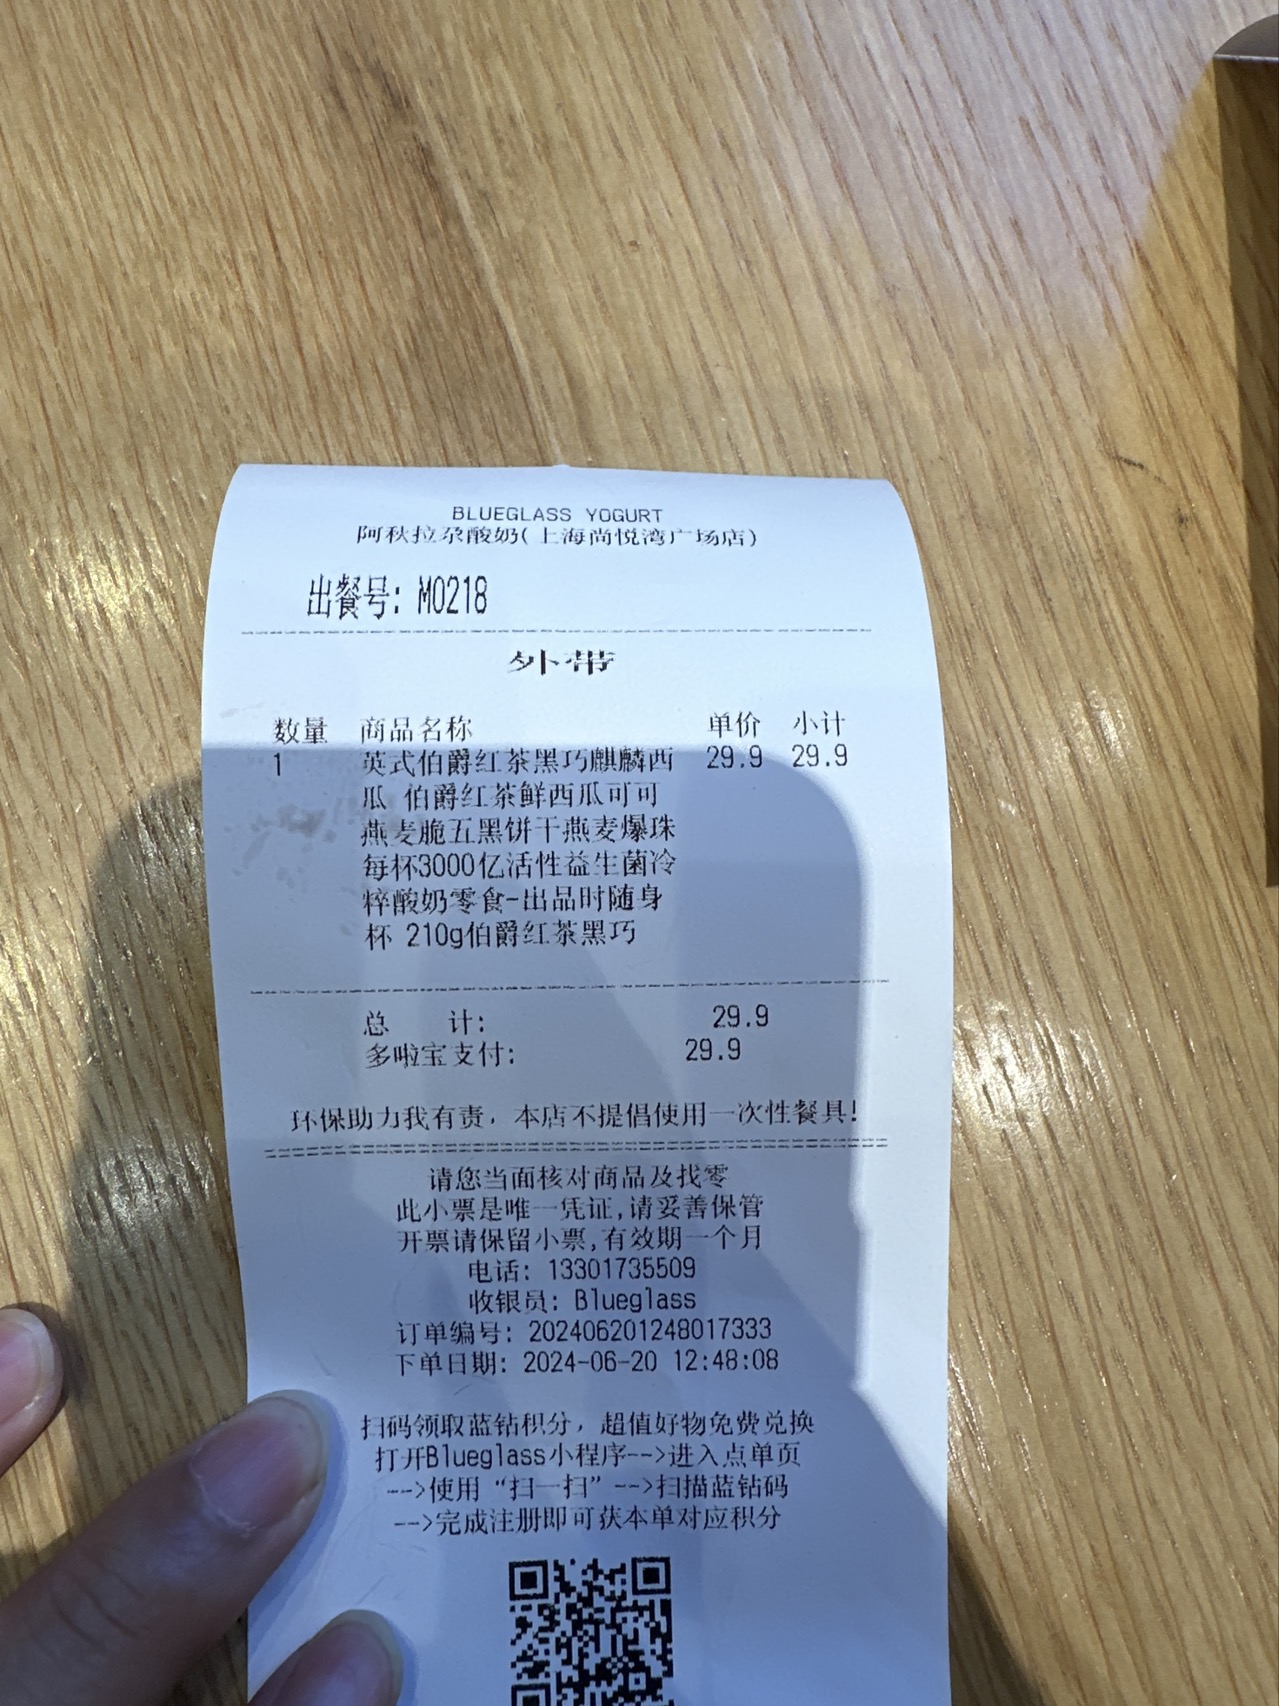 BLUEGLASS YOGURT
阿秋拉尕酸奶(上海尚悦湾广场店)
出餐号: M0218
外带
数量 商品名称 单价 小计
1 英式伯爵红茶黑巧麒麟西 29.9 29.9
瓜 伯爵红茶鲜西瓜可可
燕麦脆五黑饼干燕麦爆珠
每杯3000亿活性益生菌冷
粹酸奶零食-出品时随身
杯 210g伯爵红茶黑巧
总 计: 29.9
多啦宝支付: 29.9
环保助力我有责，本店不提倡使用一次性餐具!
请您当面核对商品及找零
此小票是唯一凭证,请妥善保管
开票请保留小票,有效期一个月
电话: 13301735509
收银员: Blueglass
订单编号: 202406201248017333
下单日期: 2024-06-20 12:48:08
扫码领取蓝钻积分，超值好物免费兑换
打开Blueglass小程序-->进入点单页
-->使用“扫一扫”-->扫描蓝钻码
-->完成注册即可获本单对应积分